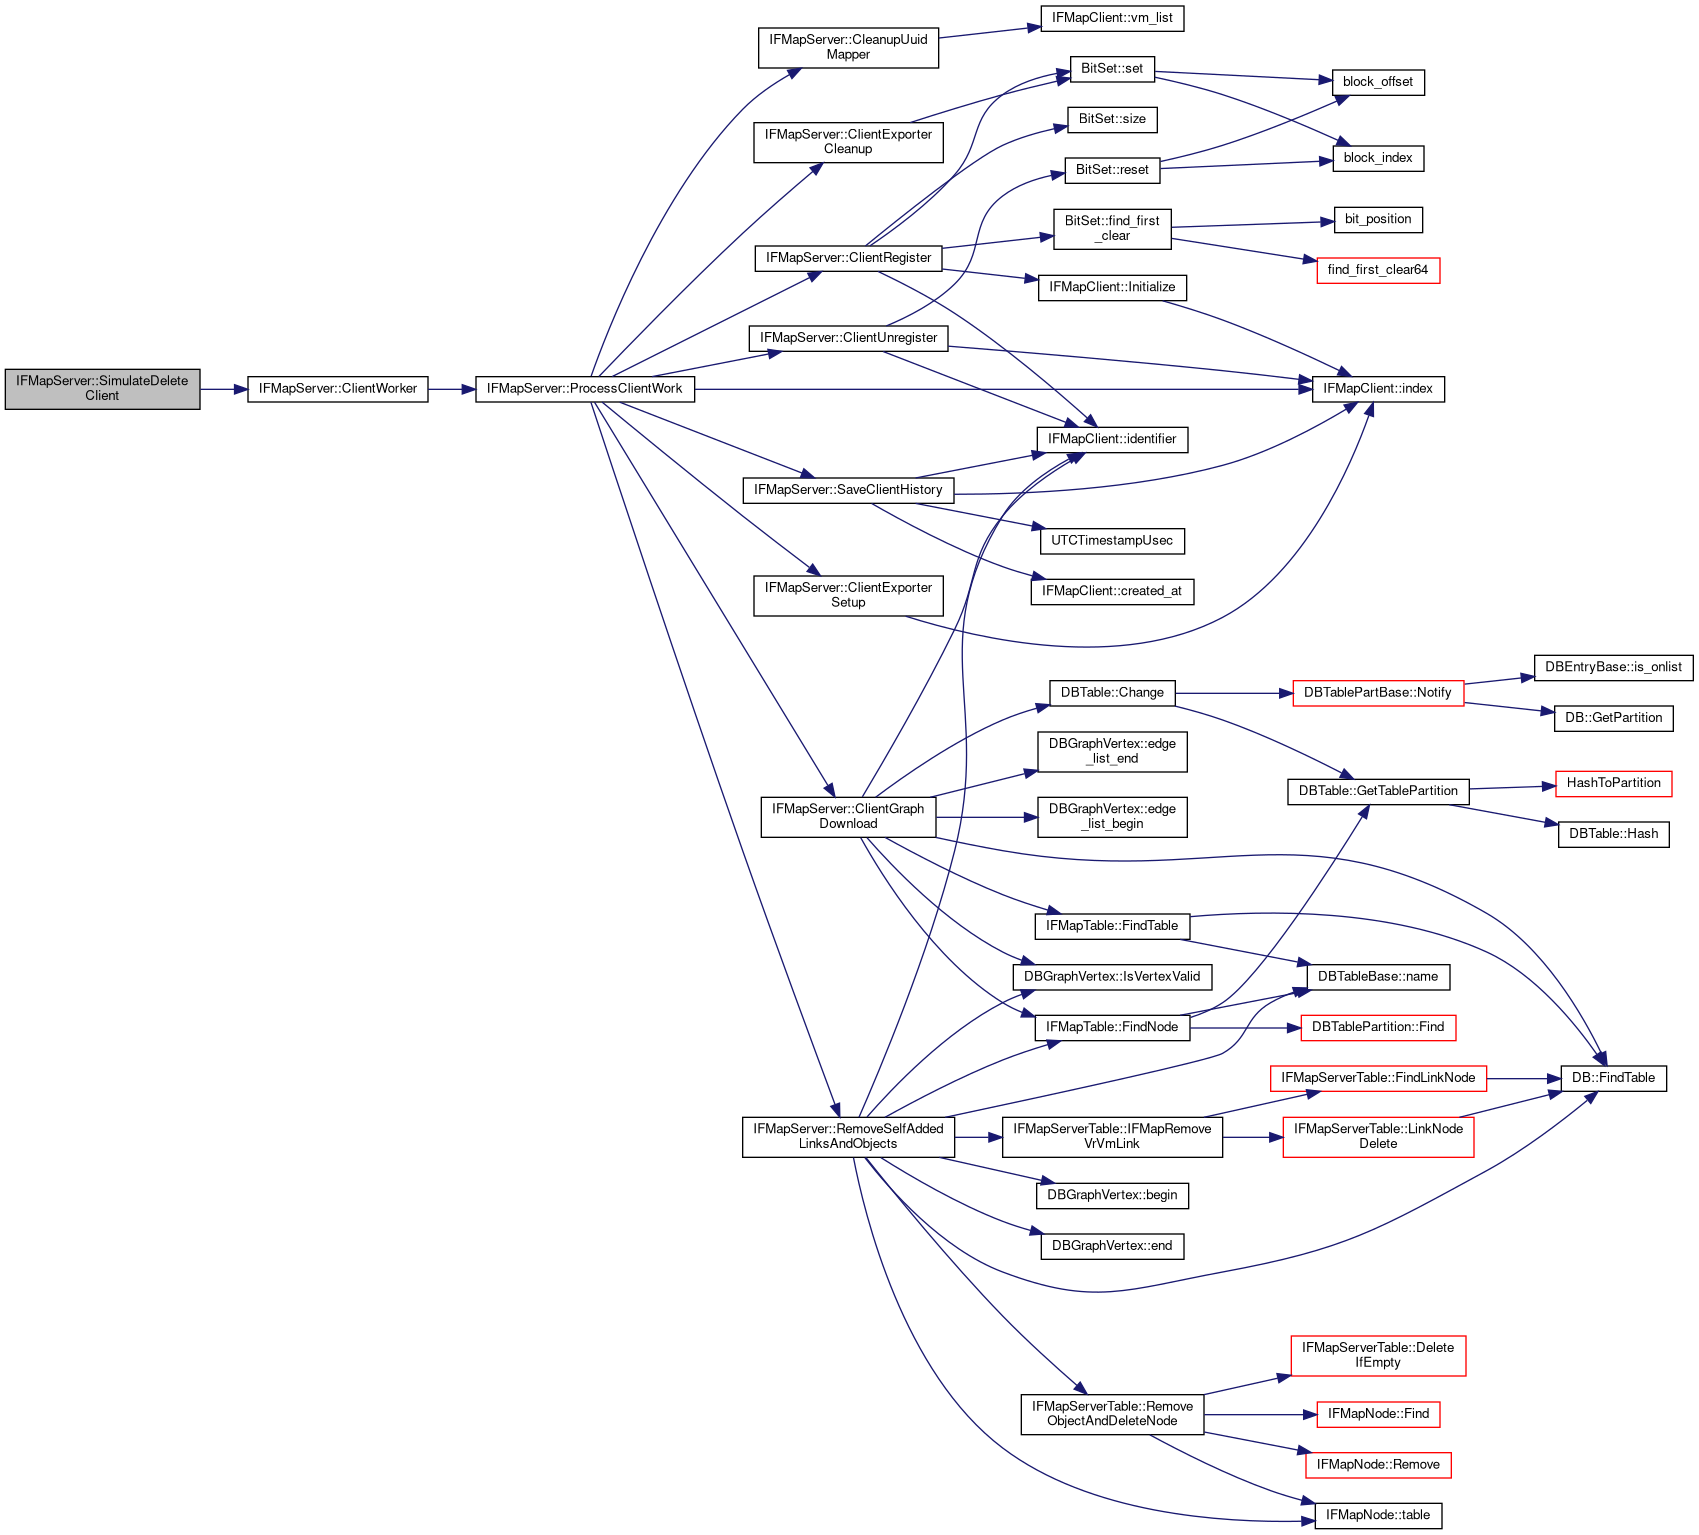 IFMapServer::SimulateDelete
Client
IFMapServer::ClientWorker
IFMapServer::ProcessClientWork
IFMapServer::CleanupUuid
Mapper
IFMapServer::ClientExporter
Cleanup
IFMapServer::ClientRegister
IFMapServer::ClientUnregister
IFMapServer::SaveClientHistory
IFMapServer::ClientExporter
Setup
IFMapServer::ClientGraph
Download
IFMapServer::RemoveSelfAdded
LinksAndObjects
IFMapClient::vm_list
BitSet::set
BitSet::size
BitSet::reset
BitSet::find_first
_clear
IFMapClient::Initialize
IFMapClient::identifier
UTCTimestampUsec
IFMapClient::created_at
DBTable::Change
DBGraphVertex::edge
_list_end
DBGraphVertex::edge
_list_begin
IFMapTable::FindTable
DBGraphVertex::IsVertexValid
IFMapTable::FindNode
IFMapServerTable::IFMapRemove
VrVmLink
DBGraphVertex::begin
DBGraphVertex::end
IFMapServerTable::Remove
ObjectAndDeleteNode
block_offset
block_index
bit_position
find_first_clear64
IFMapClient::index
DBTablePartBase::Notify
DBTable::GetTablePartition
DBTableBase::name
DBTablePartition::Find
IFMapServerTable::FindLinkNode
IFMapServerTable::LinkNode
Delete
IFMapServerTable::Delete
IfEmpty
IFMapNode::Find
IFMapNode::Remove
IFMapNode::table
DBEntryBase::is_onlist
DB::GetPartition
HashToPartition
DBTable::Hash
DB::FindTable